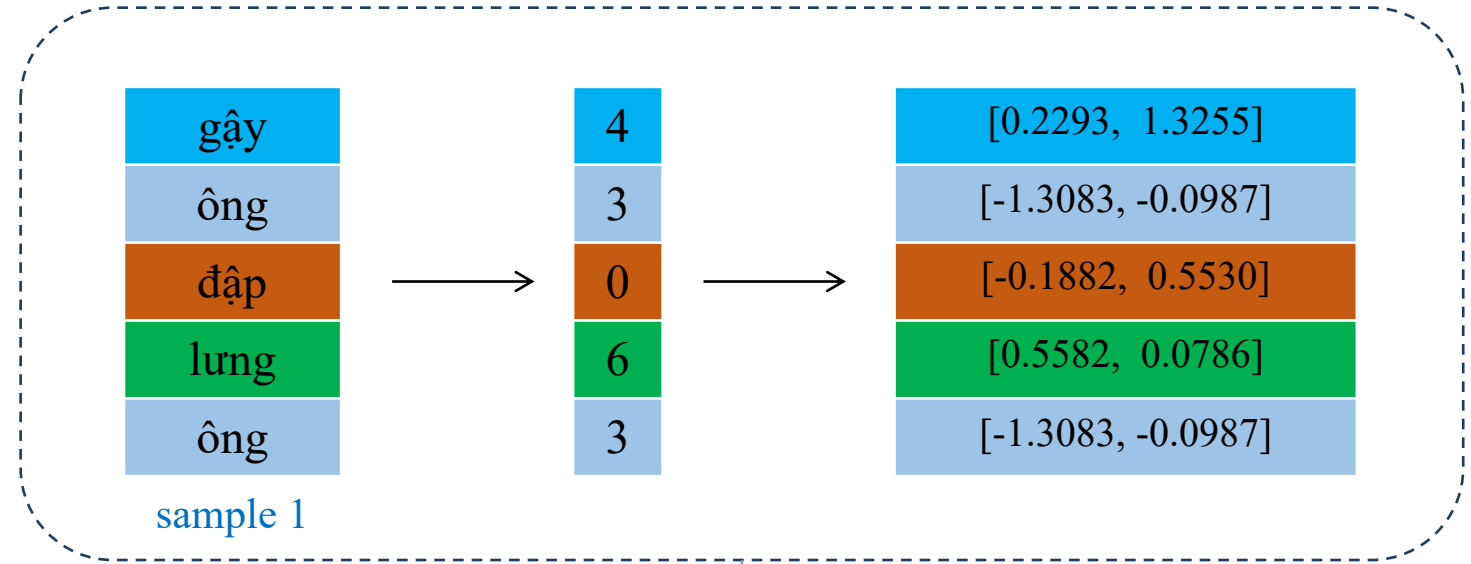 gậy 4 [0.2293, 1.3255]
ông 3 [-1.3083, -0.0987]
đập 0 [-0.1882, 0.5530]
lưng 6 [0.5582, 0.0786]
ông 3 [-1.3083, -0.0987]
sample 1